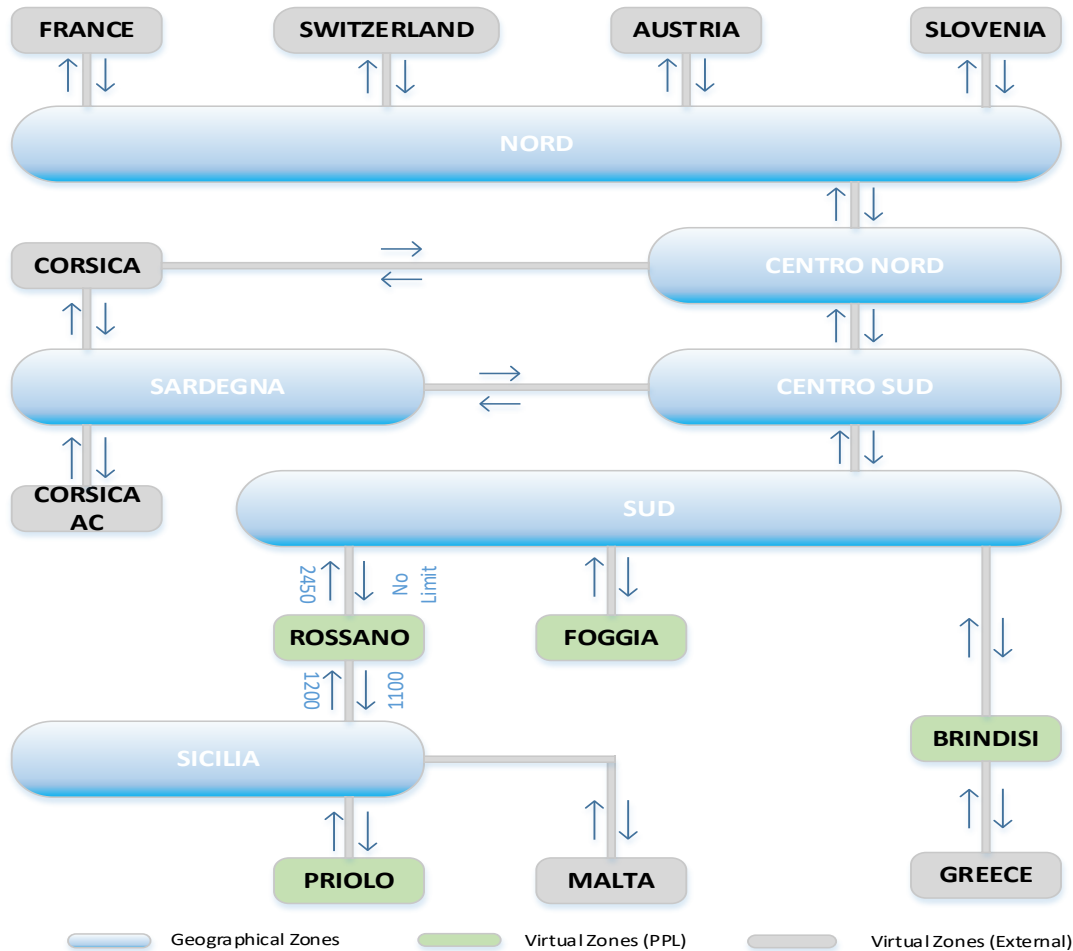 FRANCE
SWITZERLAND
AUSTRIA
SLOVENIA
NORD
CORSICA
CENTRO NORD
SARDEGNA
CENTRO SUD
CORSICA
AC
SUD
2450
No
Limit
ROSSANO
FOGGIA
1200
1100
BRINDISI
SICILIA
PRIOLO
MALTA
GREECE
Geographical Zones
Virtual Zones (PPL)
Virtual Zones (External)